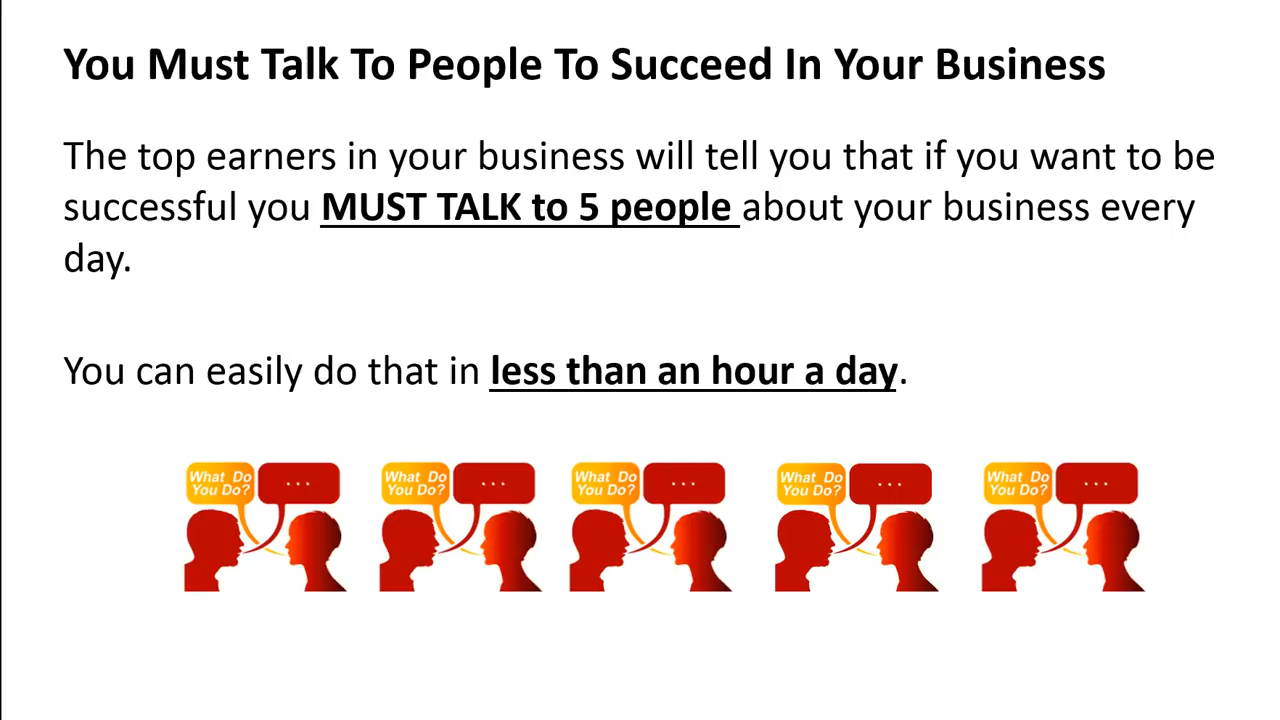 You Must Talk To People To Succeed In Your Business
The top earners in your business will tell you that if you want to be
successful you MUST TALK to 5 people about your business every
day.
You can easily do that in less than an hour a day.
What Do
You Do?
...
What Do
You Do?
...
What Do
You Do?
...
What Do
You Do?
...
What Do
You Do?
...